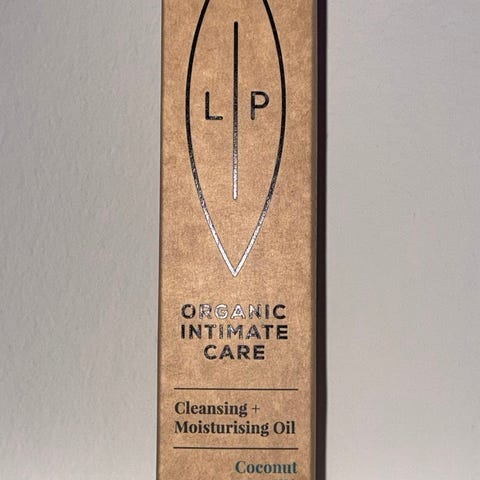 L P
ORGANIC
INTIMATE
CARE
Cleansing +
Moisturising Oil
Coconut